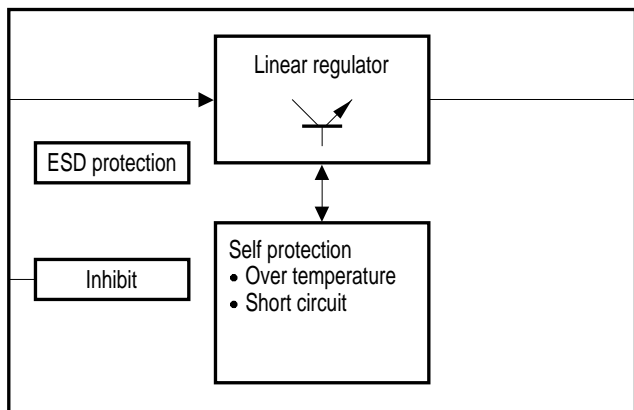 Linear regulator
ESD protection
Self protection
• Over temperature
• Short circuit
Inhibit